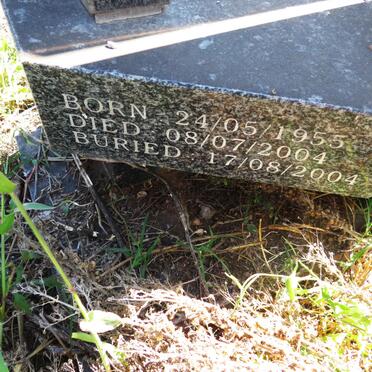 BORN 24/05/1955
DIED 08/07/2004
BURIED 17/08/2004